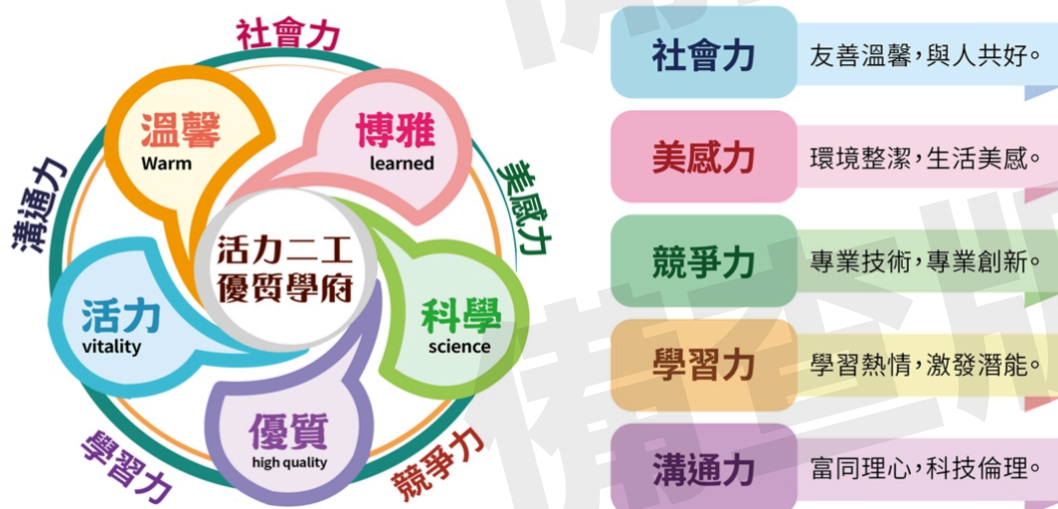 社會力
溫馨
Warm
博雅
learned
美感力
溝通力
活力二工
優質學府
活力
vitality
科學
science
優質
high quality
學習力
競爭力
社會力
友善溫馨,與人共好。
美感力
環境整潔,生活美感。
競爭力
專業技術,專業創新。
學習力
學習熱情,激發潛能。
溝通力
富同理心,科技倫理。
備查版